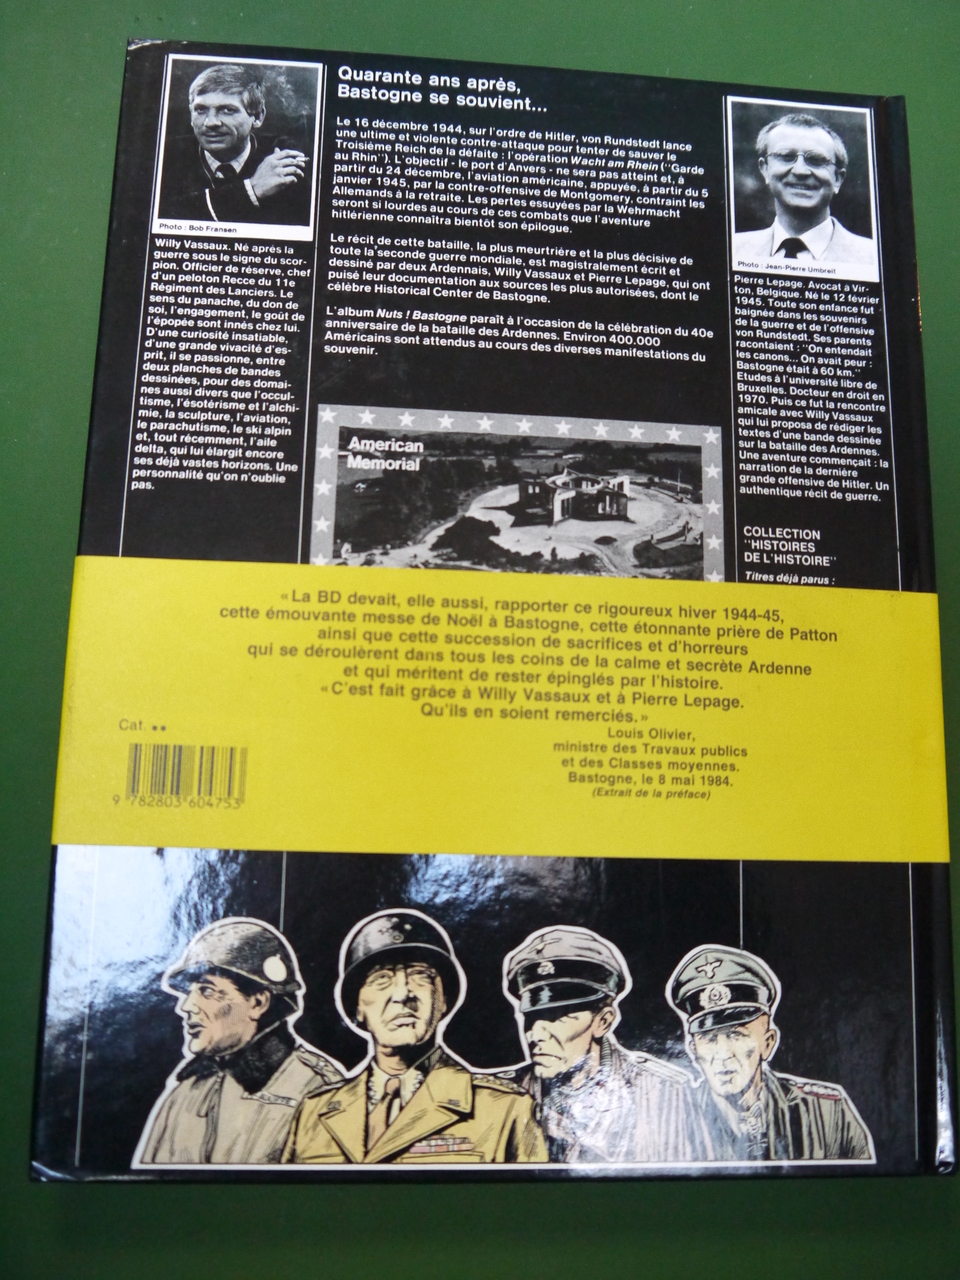 Quarante ans après,
Bastogne se souvient...
Le 16 décembre 1944, sur l'ordre de Hitler, von Rundstedt lance
une ultime et violente contre-attaque pour tenter de sauver le
Troisième Reich de la défaite : l'opération Wacht am Rhein ("Garde
au Rhin"). L'objectif - le port d'Anvers - ne sera pas atteint et, à
partir du 24 décembre, l'aviation américaine, appuyée, à partir du 5
janvier 1945, par la contre-offensive de Montgomery, contraint les
Allemands à la retraite. Les pertes essuyées par la Wehrmacht
seront si lourdes au cours de ces combats que l'aventure
hitlérienne connaîtra bientôt son épilogue.
Le récit de cette bataille, la plus meurtrière et la plus décisive de
toute la seconde guerre mondiale, est magistralement écrit et
dessiné par deux Ardennais, Willy Vassaux et Pierre Lepage, qui ont
puisé leur documentation aux sources les plus autorisées, dont le
célèbre Historical Center de Bastogne.
L'album Nuts ! Bastogne paraît à l'occasion de la célébration du 40e
anniversaire de la bataille des Ardennes. Environ 400.000
Américains sont attendus au cours des diverses manifestations du
souvenir.
Photo : Bob Fransen
Willy Vassaux. Né après la
guerre sous le signe du scor-
pion. Officier de réserve, chef
d'un peloton Recce du 11e
Régiment des Lanciers. Le
sens du panache, du don de
soi, l'engagement, le goût de
l'épopée sont innés chez lui.
D'une curiosité insatiable,
d'une grande vivacité d'es-
prit, il se passionne, entre
deux planches de bandes
dessinées, pour des domai-
nes aussi divers que l'occul-
tisme, l'ésotérisme et l'alchi-
mie, la sculpture, l'aviation,
le parachutisme, le ski alpin
et, tout récemment, l'aile
delta, qui lui élargit encore
ses déjà vastes horizons. Une
personnalité qu'on n'oublie
pas.
Photo : Jean-Pierre Umbreit
Pierre Lepage. Avocat à Vir-
ton, Belgique. Né le 12 février
1945. Toute son enfance fut
baignée dans les souvenirs
de la guerre et de l'offensive
von Rundstedt. Ses parents
racontaient : "On entendait
les canons... On avait peur :
Bastogne était à 60 km."
Etudes à l'université libre de
Bruxelles. Docteur en droit en
1970. Puis ce fut la rencontre
amicale avec Willy Vassaux
qui lui proposa de rédiger les
textes d'une bande dessinée
sur la bataille des Ardennes.
Une aventure commençait : la
narration de la dernière
grande offensive de Hitler. Un
authentique récit de guerre.
COLLECTION
"HISTOIRES
DE L'HISTOIRE"
Titres déjà parus :
American
Memorial
«La BD devait, elle aussi, rapporter ce rigoureux hiver 1944-45,
cette émouvante messe de Noël à Bastogne, cette étonnante prière de Patton
ainsi que cette succession de sacrifices et d'horreurs
qui se déroulèrent dans tous les coins de la calme et secrète Ardenne
et qui méritent de rester épinglés par l'histoire.
«C'est fait grâce à Willy Vassaux et à Pierre Lepage.
Qu'ils en soient remerciés.»
Louis Olivier,
ministre des Travaux publics
et des Classes moyennes.
Bastogne, le 8 mai 1984.
(Extrait de la préface)
Cat. ••
9 782803 604753